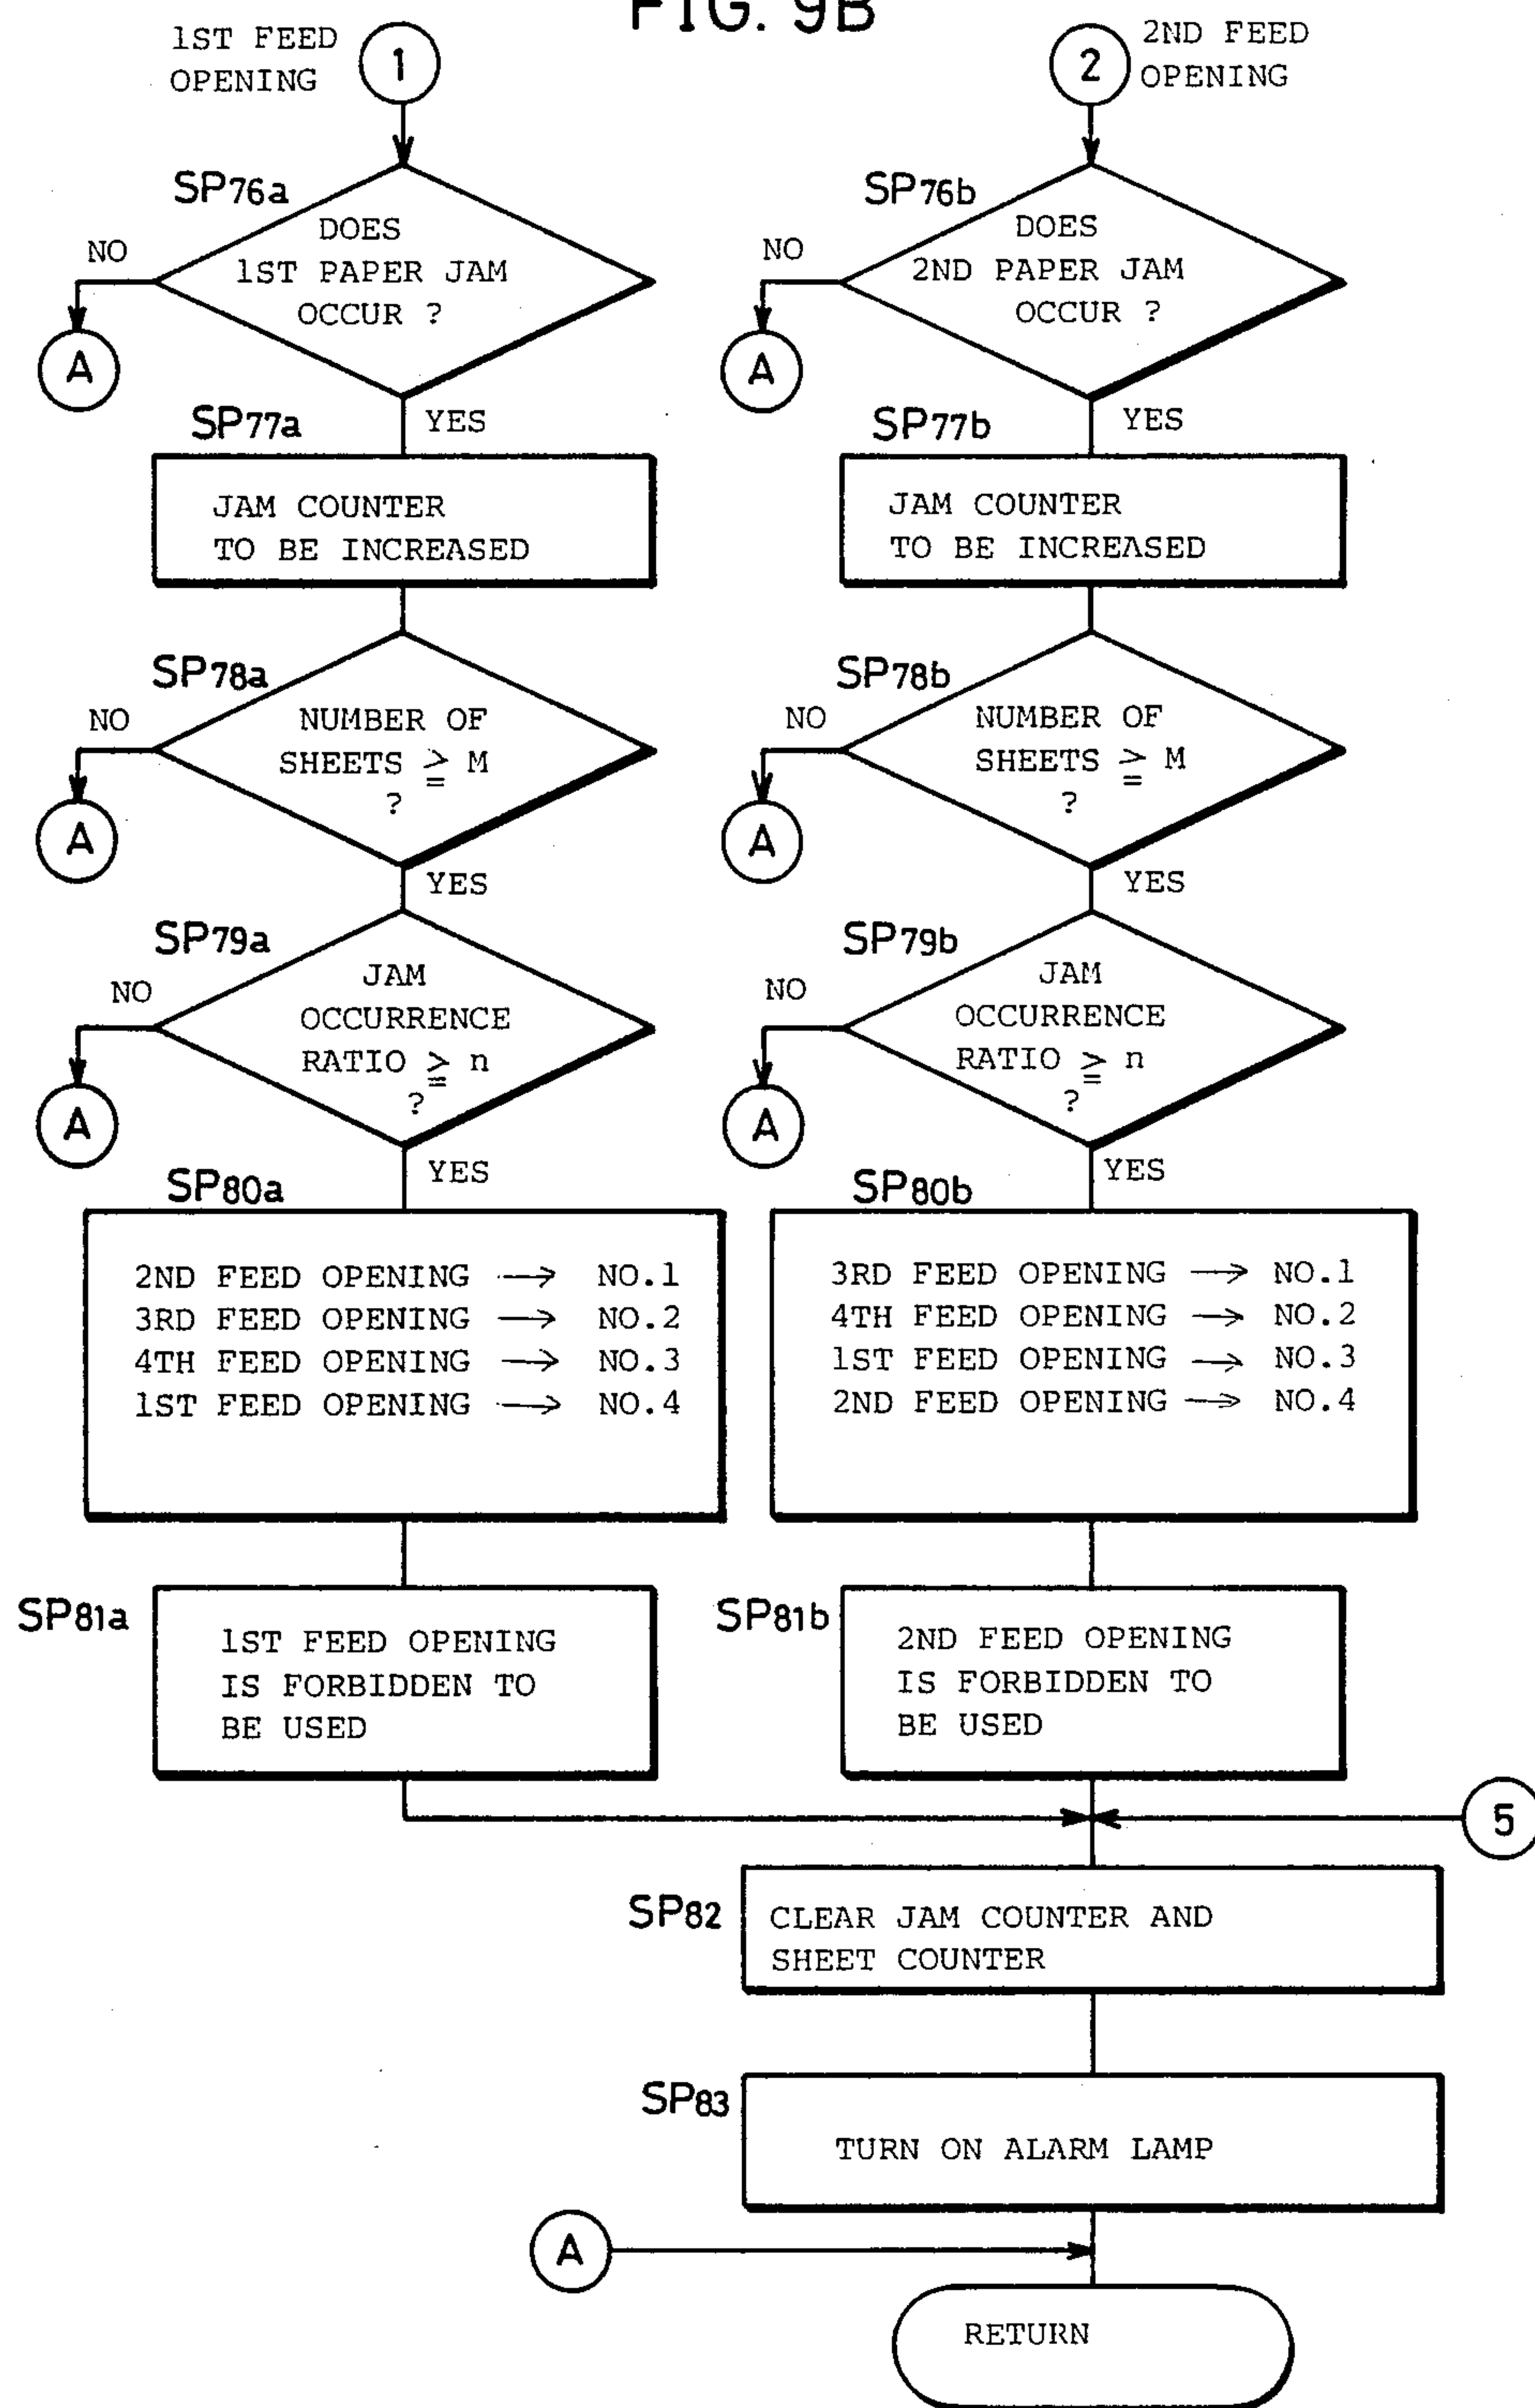 FIG. 9B
1ST FEED
OPENING
1
SP76a
DOES
1ST PAPER JAM
OCCUR ?
NO
A
YES
SP77a
JAM COUNTER
TO BE INCREASED
SP78a
NUMBER OF
SHEETS ≧ M
?
NO
A
YES
SP79a
JAM
OCCURRENCE
RATIO ≧ n
?
NO
A
YES
SP80a
2ND FEED OPENING → NO.1
3RD FEED OPENING → NO.2
4TH FEED OPENING → NO.3
1ST FEED OPENING → NO.4
SP81a
1ST FEED OPENING
IS FORBIDDEN TO
BE USED
2
2ND FEED
OPENING
SP76b
DOES
2ND PAPER JAM
OCCUR ?
NO
A
YES
SP77b
JAM COUNTER
TO BE INCREASED
SP78b
NUMBER OF
SHEETS ≧ M
?
NO
A
YES
SP79b
JAM
OCCURRENCE
RATIO ≧ n
?
NO
A
YES
SP80b
3RD FEED OPENING → NO.1
4TH FEED OPENING → NO.2
1ST FEED OPENING → NO.3
2ND FEED OPENING → NO.4
SP81b
2ND FEED OPENING
IS FORBIDDEN TO
BE USED
5
SP82
CLEAR JAM COUNTER AND
SHEET COUNTER
SP83
TURN ON ALARM LAMP
A
RETURN